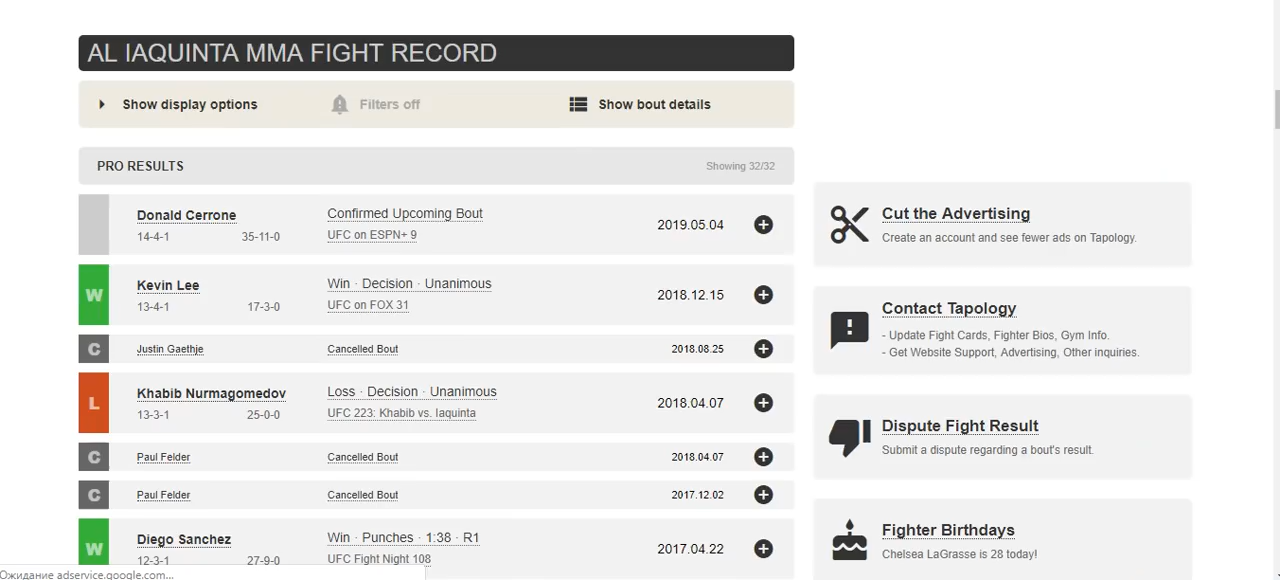 AL IAQUINTA MMA FIGHT RECORD
Show display options Filters off Show bout details
PRO RESULTS Showing 32/32
Donald Cerrone Confirmed Upcoming Bout 2019.05.04
14-4-1 35-11-0 UFC on ESPN+ 9
W Kevin Lee Win · Decision · Unanimous 2018.12.15
13-4-1 17-3-0 UFC on FOX 31
C Justin Gaethje Cancelled Bout 2018.08.25
L Khabib Nurmagomedov Loss · Decision · Unanimous 2018.04.07
13-3-1 25-0-0 UFC 223: Khabib vs. Iaquinta
C Paul Felder Cancelled Bout 2018.04.07
C Paul Felder Cancelled Bout 2017.12.02
W Diego Sanchez Win · Punches · 1:38 · R1 2017.04.22
12-3-1 27-9-0 UFC Fight Night 108
Cut the Advertising
Create an account and see fewer ads on Tapology.
Contact Tapology
- Update Fight Cards, Fighter Bios, Gym Info.
- Get Website Support, Advertising, Other inquiries.
Dispute Fight Result
Submit a dispute regarding a bout's result.
Fighter Birthdays
Chelsea LaGrasse is 28 today!
Ожидание adservice.google.com...